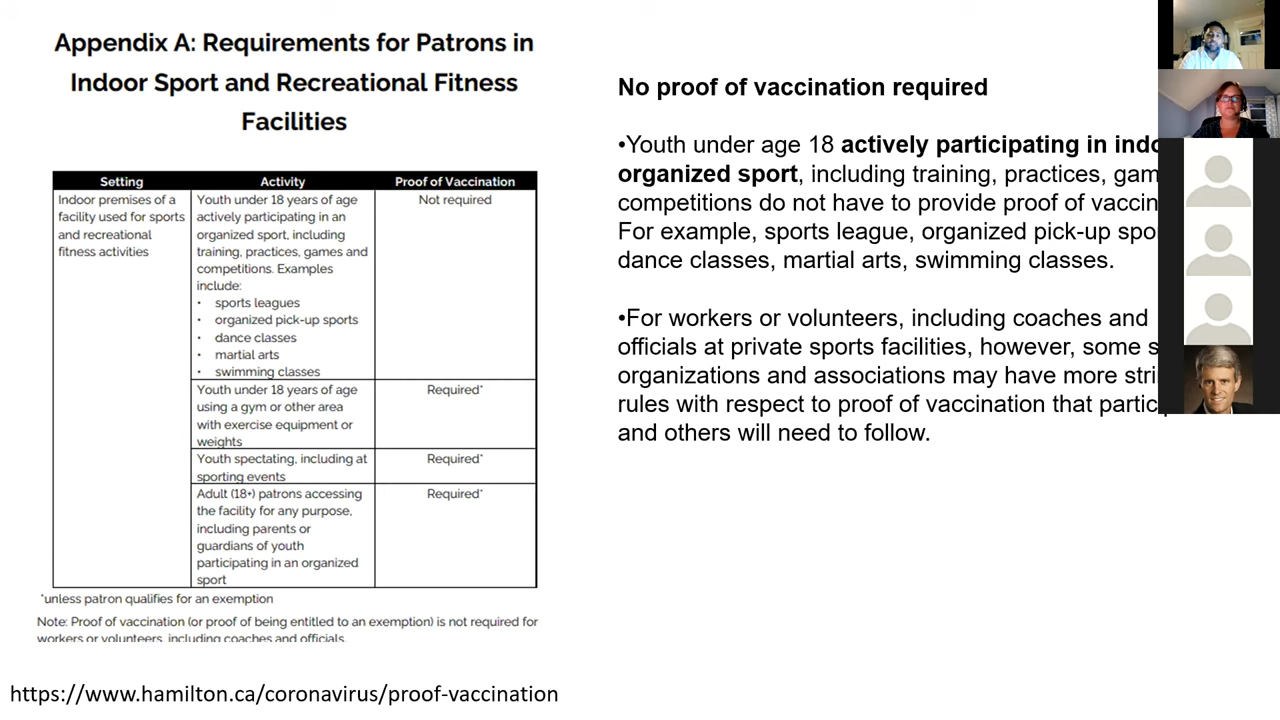 Appendix A: Requirements for Patrons in
Indoor Sport and Recreational Fitness
Facilities
Setting Activity Proof of Vaccination
Indoor premises of a
facility used for sports
and recreational
fitness activities
Youth under 18 years of age
actively participating in an
organized sport, including
training, practices, games and
competitions. Examples
include:
• sports leagues
• organized pick-up sports
• dance classes
• martial arts
• swimming classes
Not required
Youth under 18 years of age
using a gym or other area
with exercise equipment or
weights
Required*
Youth spectating, including at
sporting events
Required*
Adult (18+) patrons accessing
the facility for any purpose,
including parents or
guardians of youth
participating in an organized
sport
Required*
*unless patron qualifies for an exemption
Note: Proof of vaccination (or proof of being entitled to an exemption) is not required for
workers or volunteers, including coaches and officials.
https://www.hamilton.ca/coronavirus/proof-vaccination
No proof of vaccination required
•Youth under age 18 actively participating in
organized sport, including training, practices,
competitions do not have to provide proof of
For example, sports league, organized pick-up
dance classes, martial arts, swimming classes.
•For workers or volunteers, including coaches and
officials at private sports facilities, however, some
organizations and associations may have more
rules with respect to proof of vaccination that
and others will need to follow.